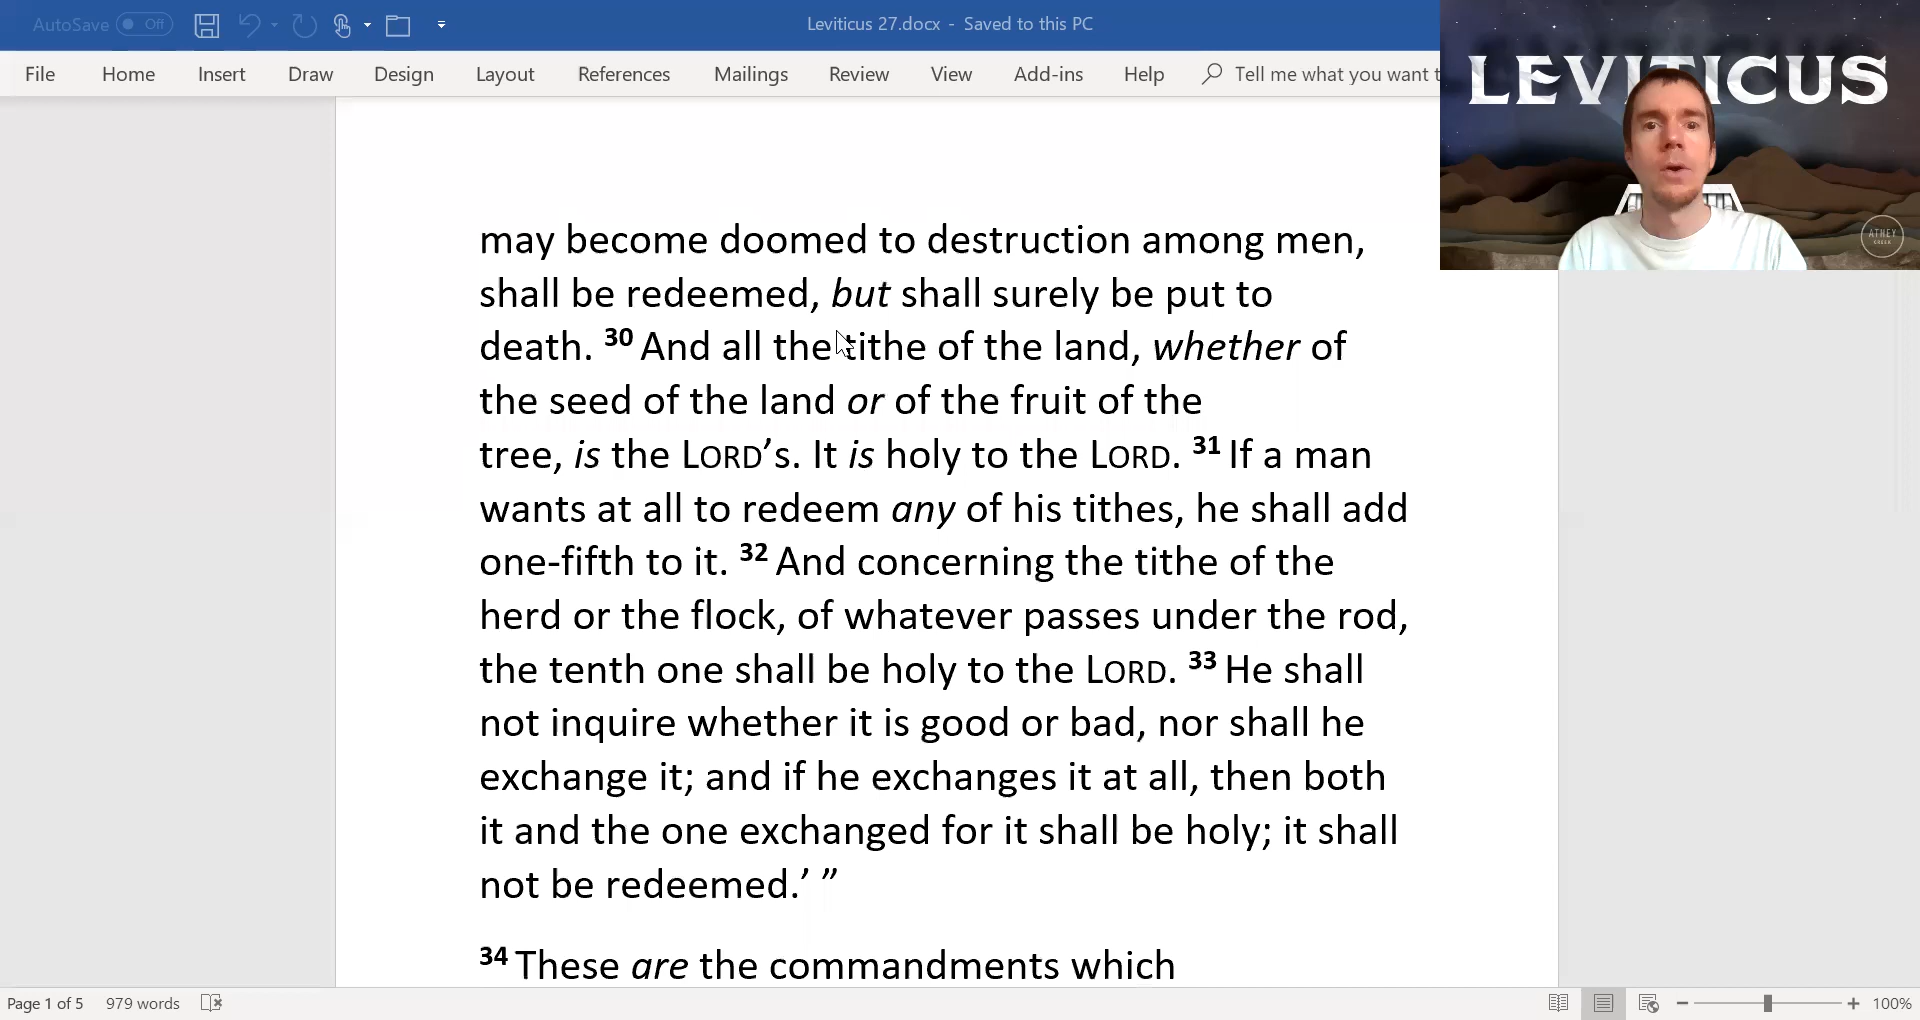 AutoSave Off
Leviticus 27.docx - Saved to this PC
File Home Insert Draw Design Layout References Mailings Review View Add-ins Help Tell me what you want t
LEVITICUS
ATHEY
CREEK
may become doomed to destruction among men,
shall be redeemed, but shall surely be put to
death. 30 And all the tithe of the land, whether of
the seed of the land or of the fruit of the
tree, is the LORD’s. It is holy to the LORD. 31 If a man
wants at all to redeem any of his tithes, he shall add
one-fifth to it. 32 And concerning the tithe of the
herd or the flock, of whatever passes under the rod,
the tenth one shall be holy to the LORD. 33 He shall
not inquire whether it is good or bad, nor shall he
exchange it; and if he exchanges it at all, then both
it and the one exchanged for it shall be holy; it shall
not be redeemed.’ ”
34 These are the commandments which
Page 1 of 5 979 words 100%